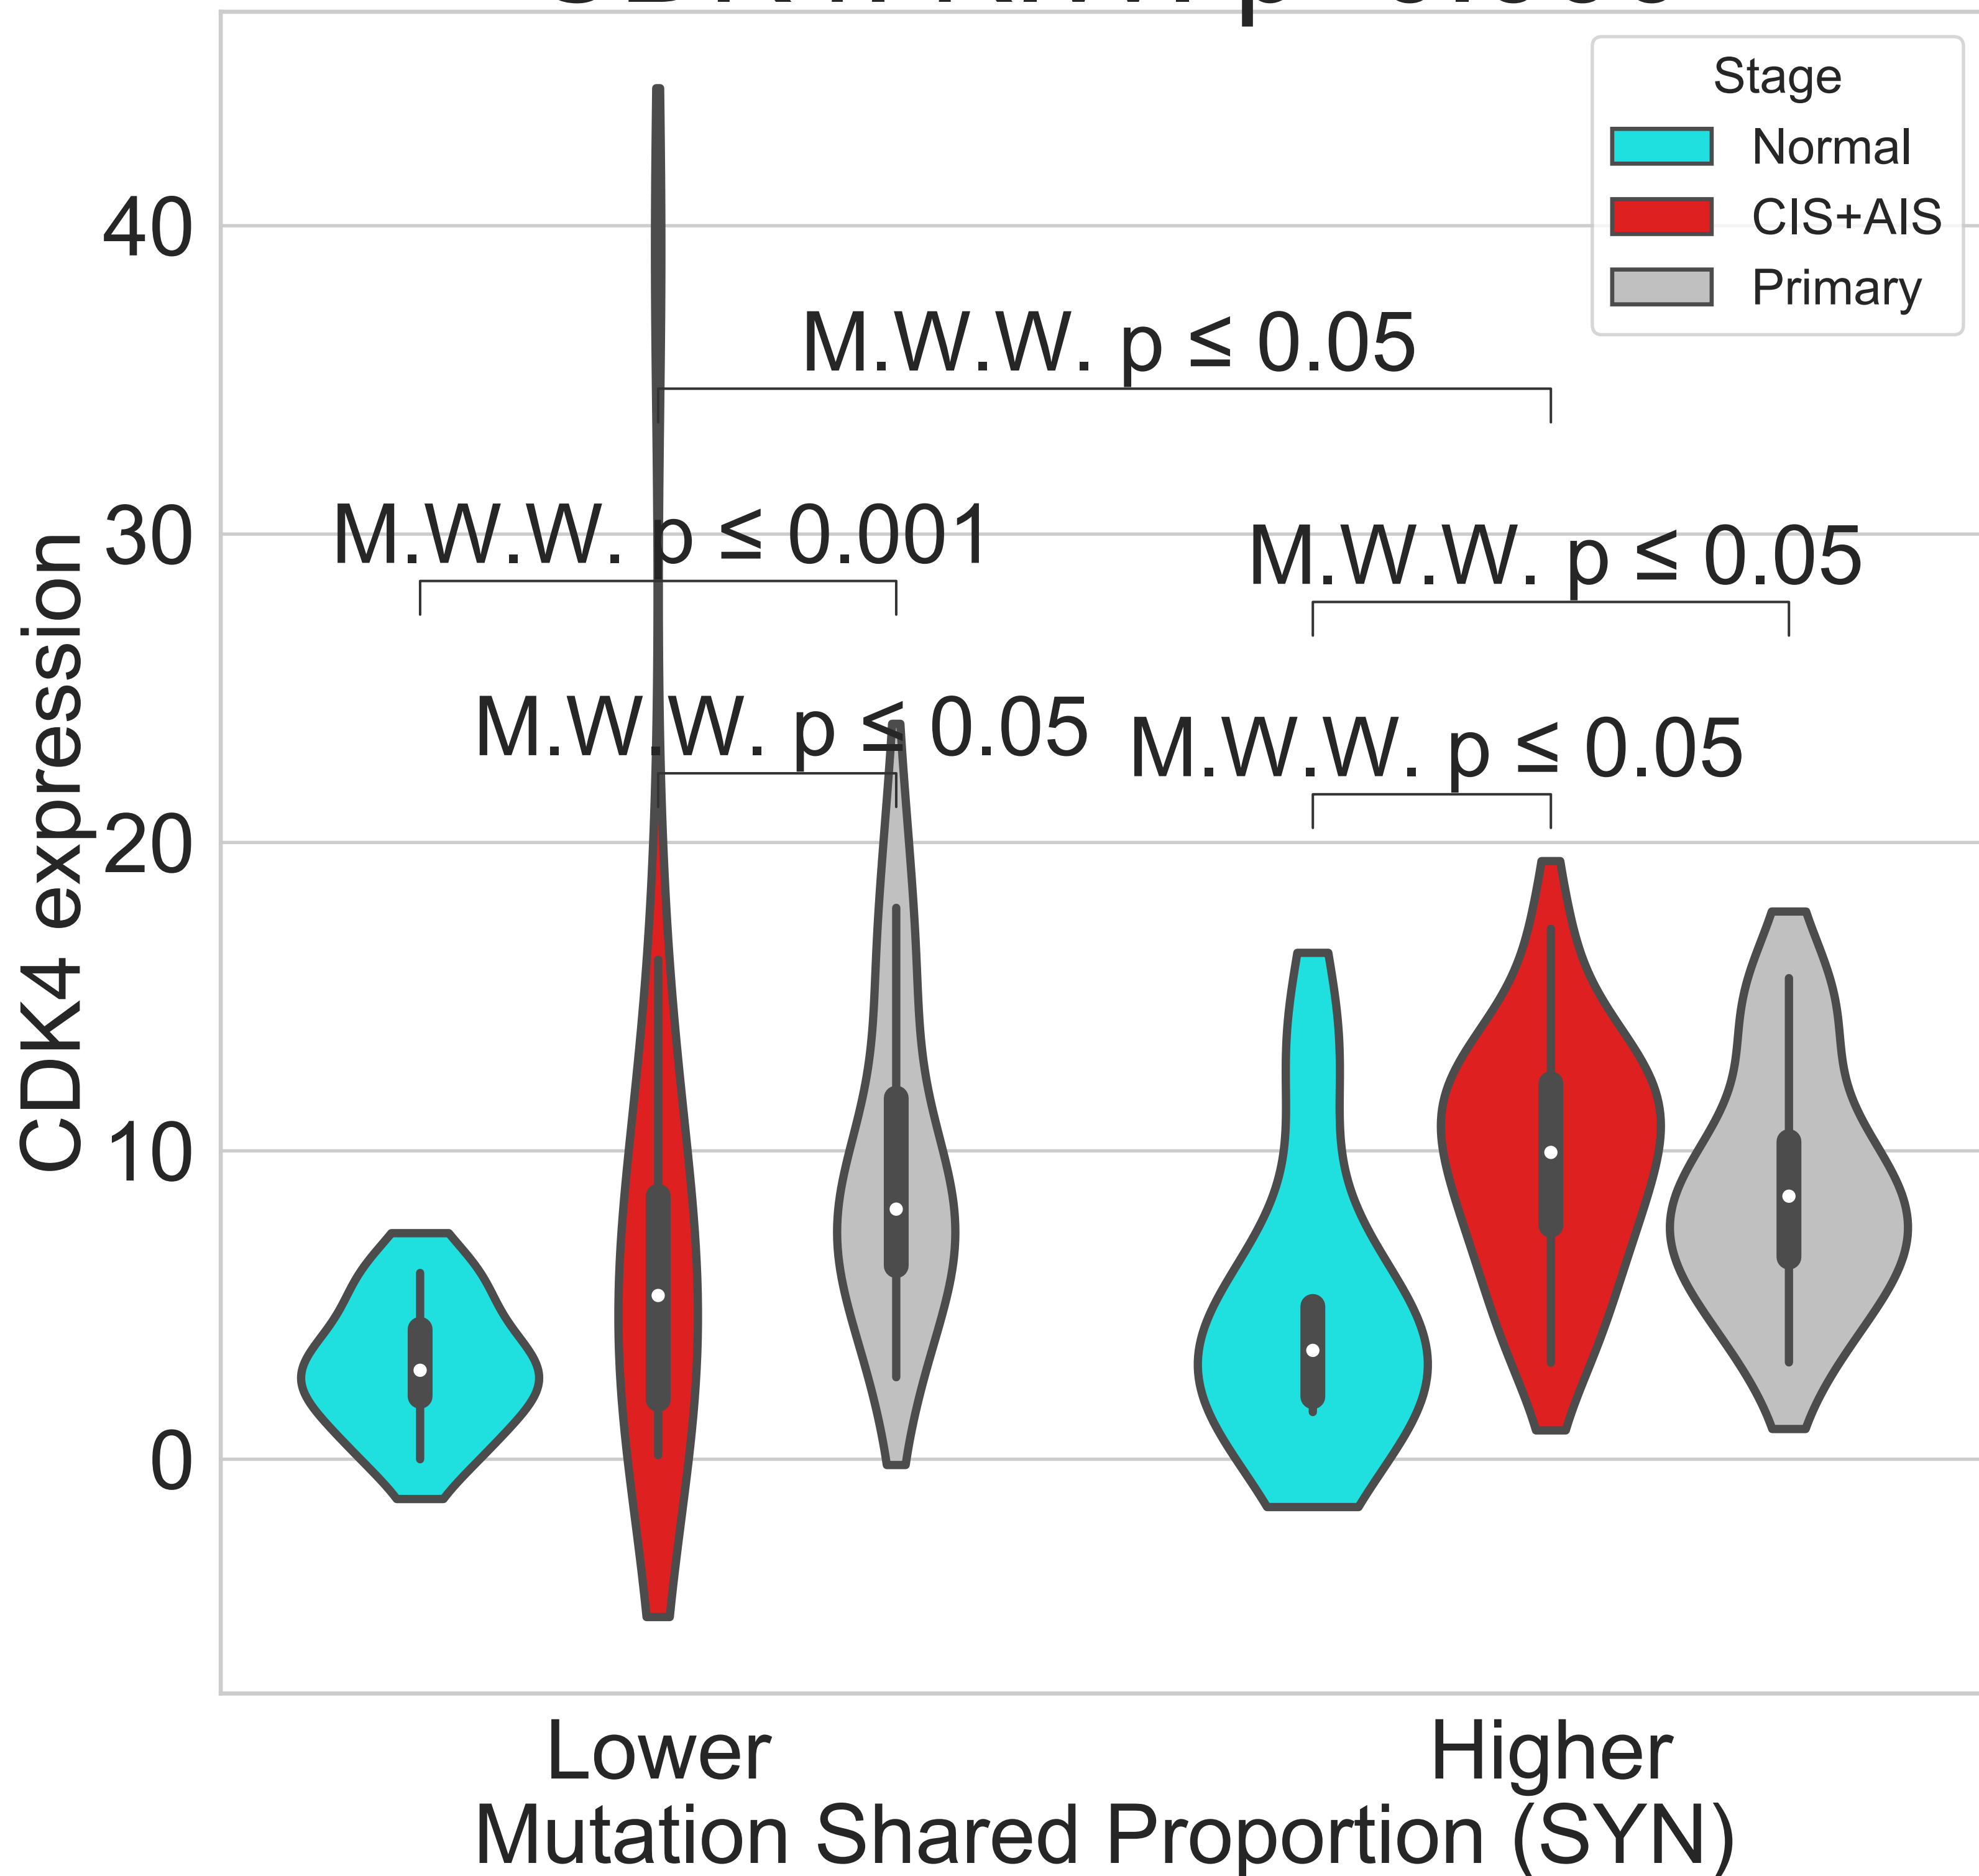 Stage
Normal
CIS+AIS
Primary
40
30
20
10
0
CDK4 expression
M.W.W. p ≤ 0.05
M.W.W. p ≤ 0.001
M.W.W. p ≤ 0.05
M.W.W. p ≤ 0.05
M.W.W. p ≤ 0.05
Lower
Higher
Mutation Shared Proportion (SYN)